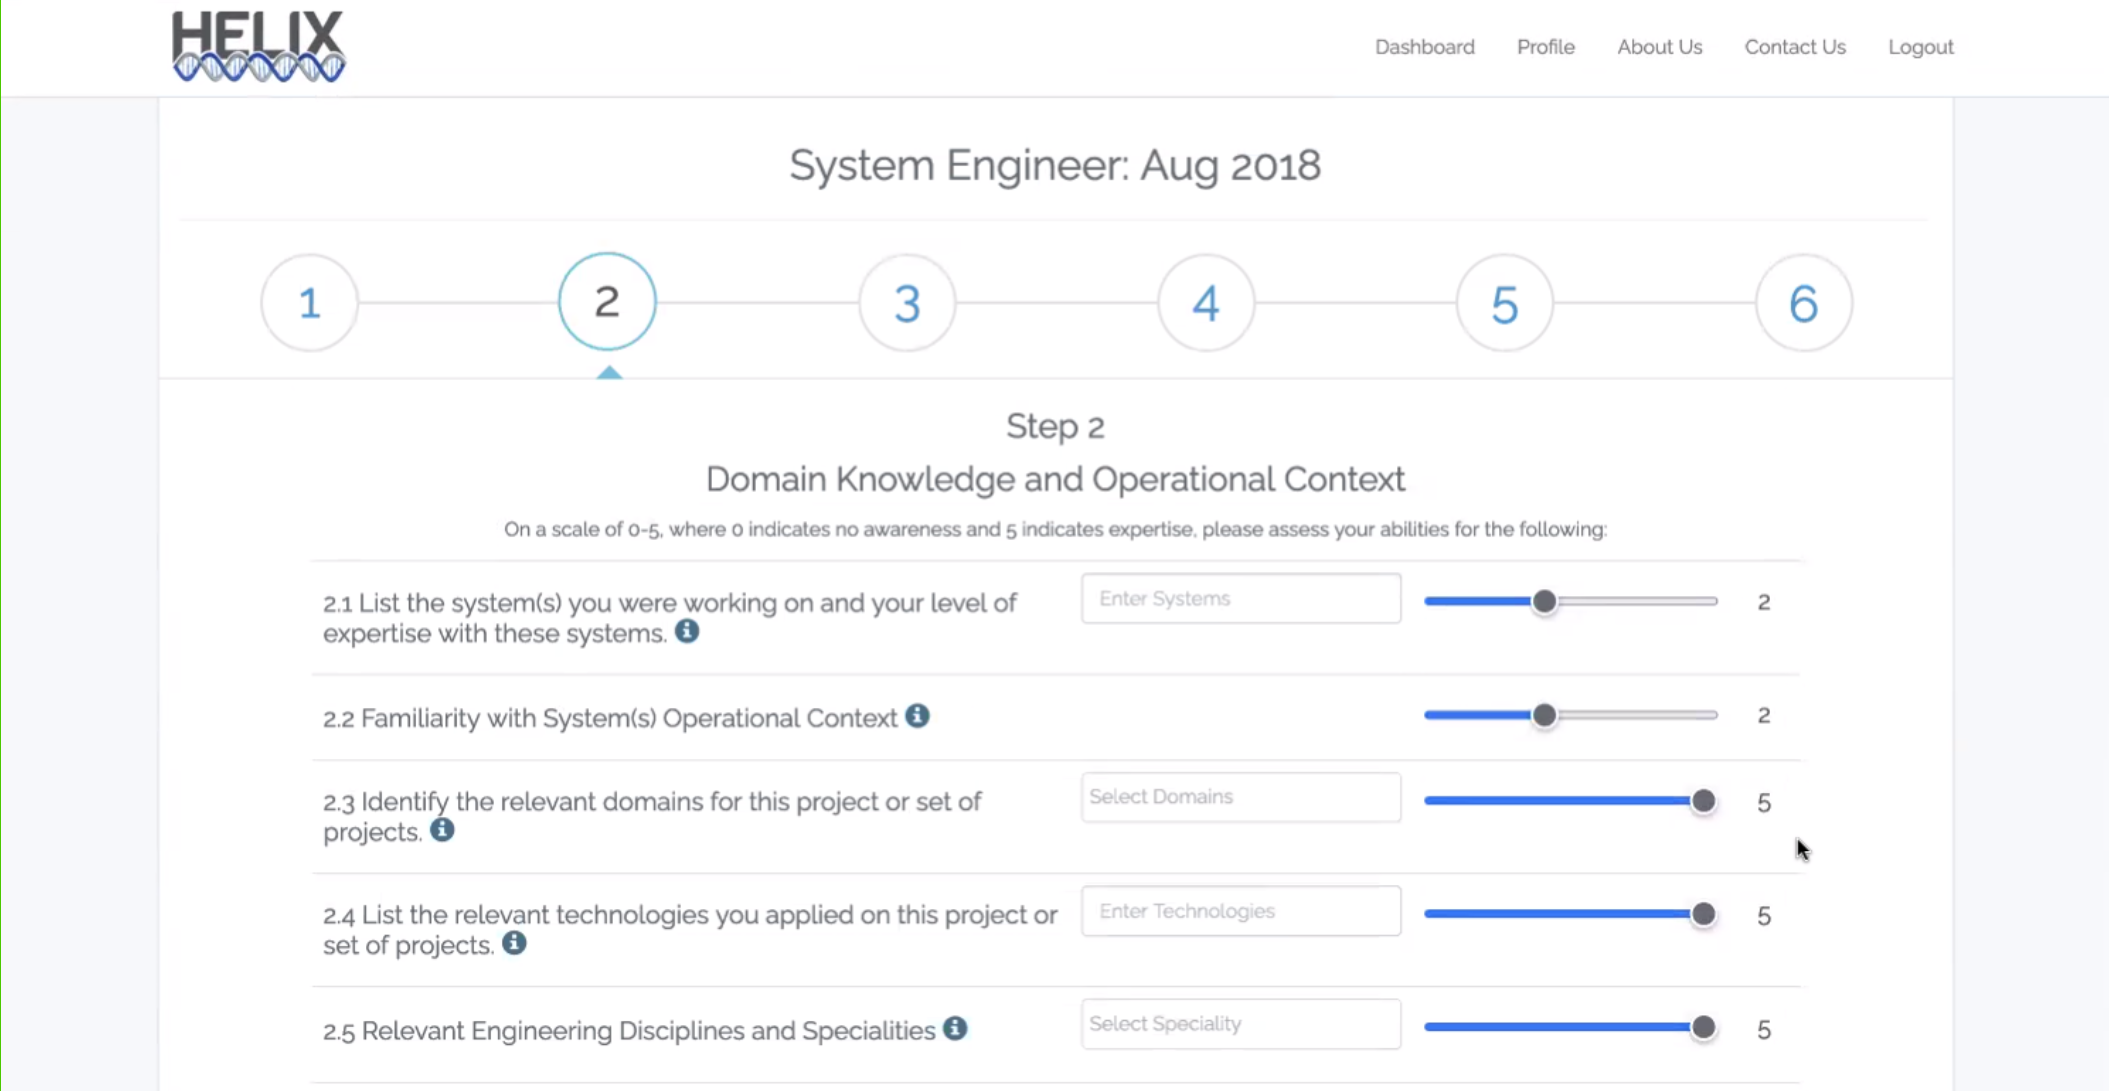 HELIX
Dashboard Profile About Us Contact Us Logout
System Engineer: Aug 2018
1 2 3 4 5 6
Step 2
Domain Knowledge and Operational Context
On a scale of 0-5, where 0 indicates no awareness and 5 indicates expertise, please assess your abilities for the following:
2.1 List the system(s) you were working on and your level of
expertise with these systems. i
Enter Systems
2
2.2 Familiarity with System(s) Operational Context i
2
2.3 Identify the relevant domains for this project or set of
projects. i
Select Domains
5
2.4 List the relevant technologies you applied on this project or
set of projects. i
Enter Technologies
5
2.5 Relevant Engineering Disciplines and Specialities i
Select Speciality
5